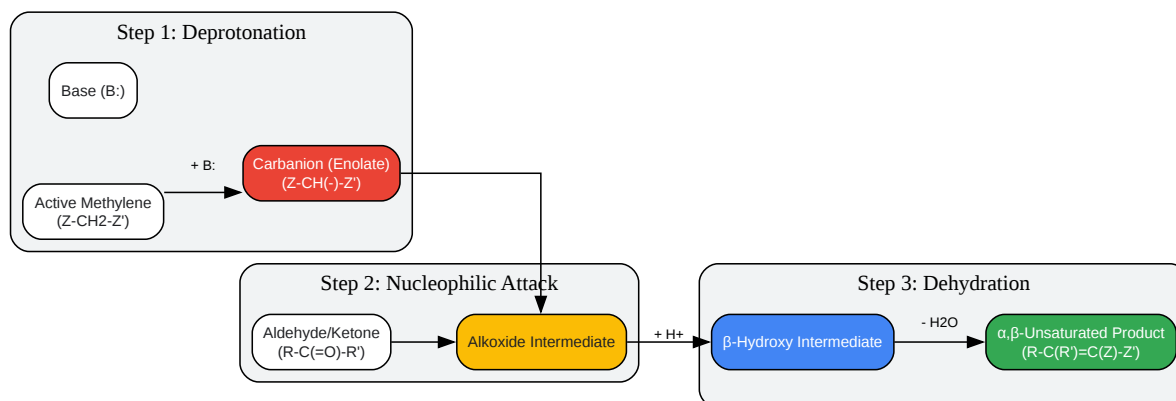 Step 1: Deprotonation
Base (B:)
+ B:
Carbanion (Enolate)
(Z-CH(-)-Z')
Active Methylene
(Z-CH2-Z')
Step 2: Nucleophilic Attack
Aldehyde/Ketone
(R-C(=O)-R')
Alkoxide Intermediate
+ H+
Step 3: Dehydration
β-Hydroxy Intermediate
- H2O
α,β-Unsaturated Product
(R-C(R')=C(Z)-Z')